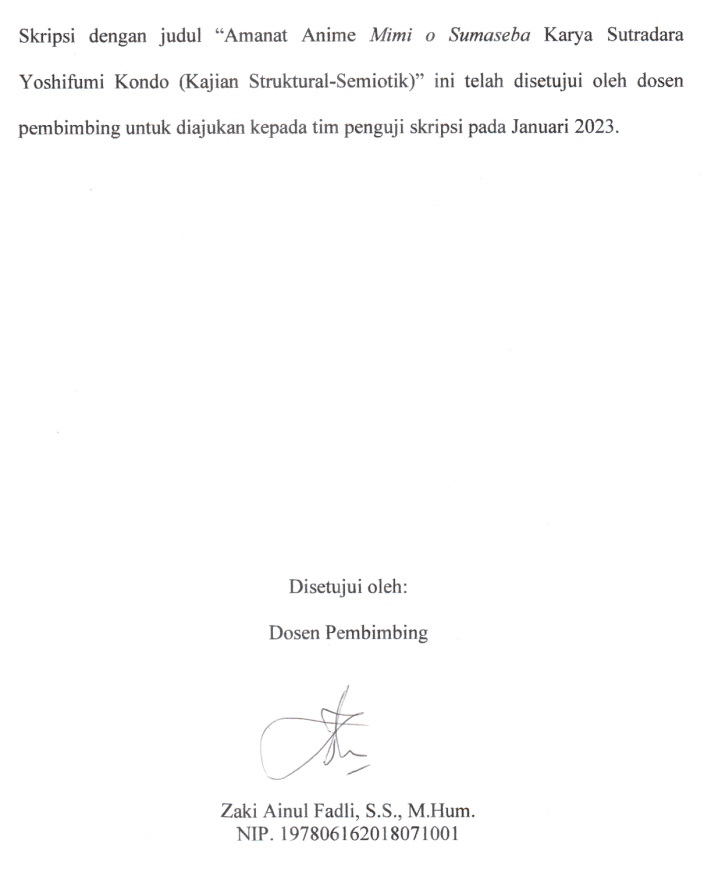 Skripsi dengan judul “Amanat Anime Mimi o Sumaseba Karya Sutradara
Yoshifumi Kondo (Kajian Struktural-Semiotik)” ini telah disetujui oleh dosen
pembimbing untuk diajukan kepada tim penguji skripsi pada Januari 2023.
Disetujui oleh:
Dosen Pembimbing
Zaki Ainul Fadli, S.S., M.Hum.
NIP. 197806162018071001